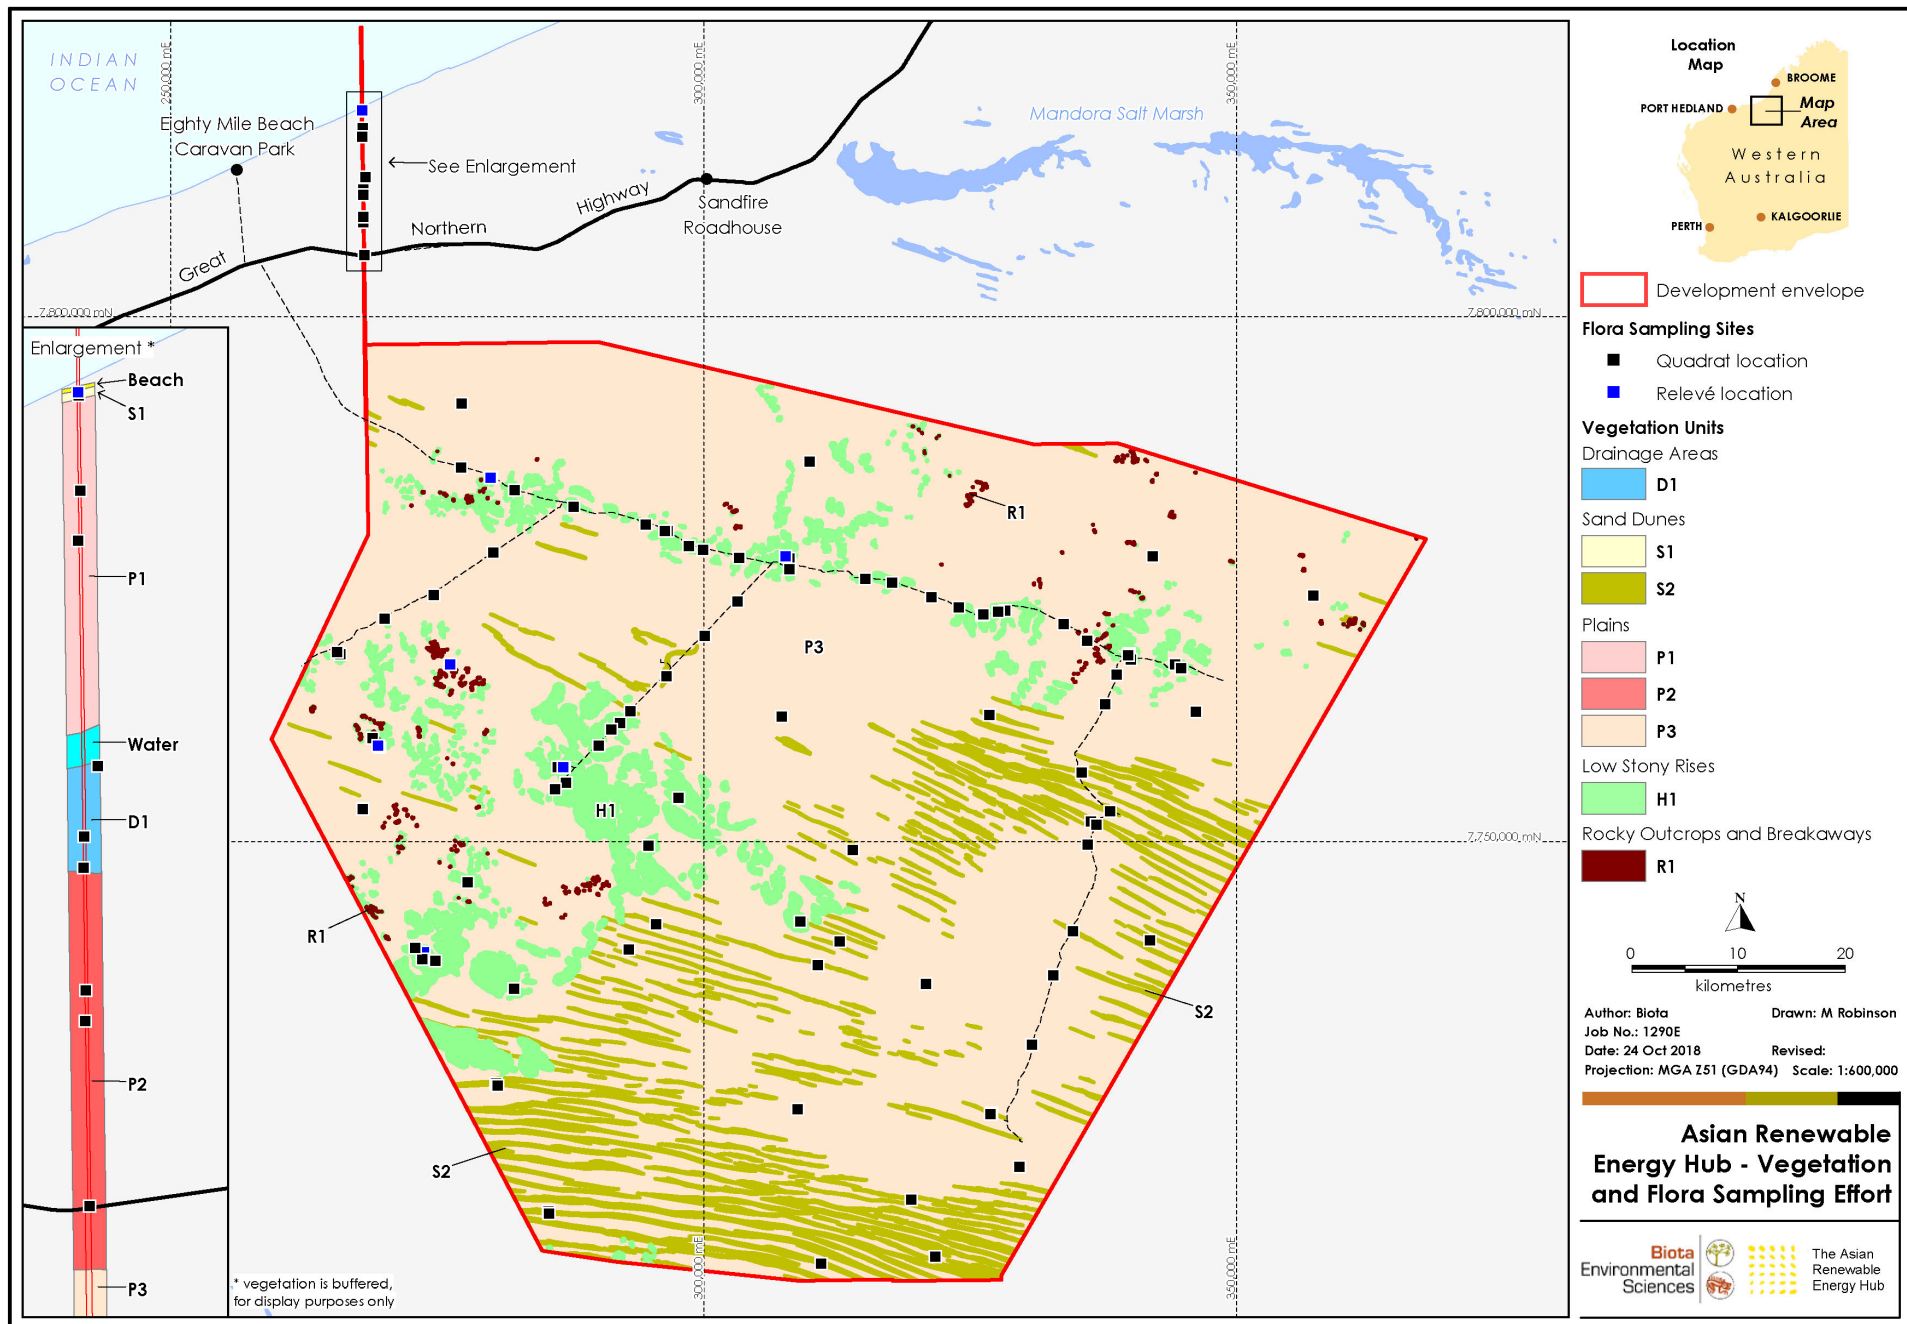 INDIAN
OCEAN
250,000 mE
300,000 mE
350,000 mE
Eighty Mile Beach
Caravan Park
See Enlargement
Mandora Salt Marsh
Great
Northern
Highway
Sandfire
Roadhouse
7,800,000 mN
7,800,000 mN
Enlargement *
Beach
S1
P1
Water
D1
P2
P3
R1
P3
H1
7,750,000 mN
R1
S2
S2
300,000 mE
350,000 mE
* vegetation is buffered,
for display purposes only
Location
Map
BROOME
PORT HEDLAND
Map
Area
Western
Australia
KALGOORLIE
PERTH
Development envelope
Flora Sampling Sites
Quadrat location
Relevé location
Vegetation Units
Drainage Areas
D1
Sand Dunes
S1
S2
Plains
P1
P2
P3
Low Stony Rises
H1
Rocky Outcrops and Breakaways
R1
N
0 10 20
kilometres
Author: Biota Drawn: M Robinson
Job No.: 1290E
Date: 24 Oct 2018 Revised:
Projection: MGA Z51 (GDA94) Scale: 1:600,000
Asian Renewable
Energy Hub - Vegetation
and Flora Sampling Effort
Biota
Environmental
Sciences
The Asian
Renewable
Energy Hub